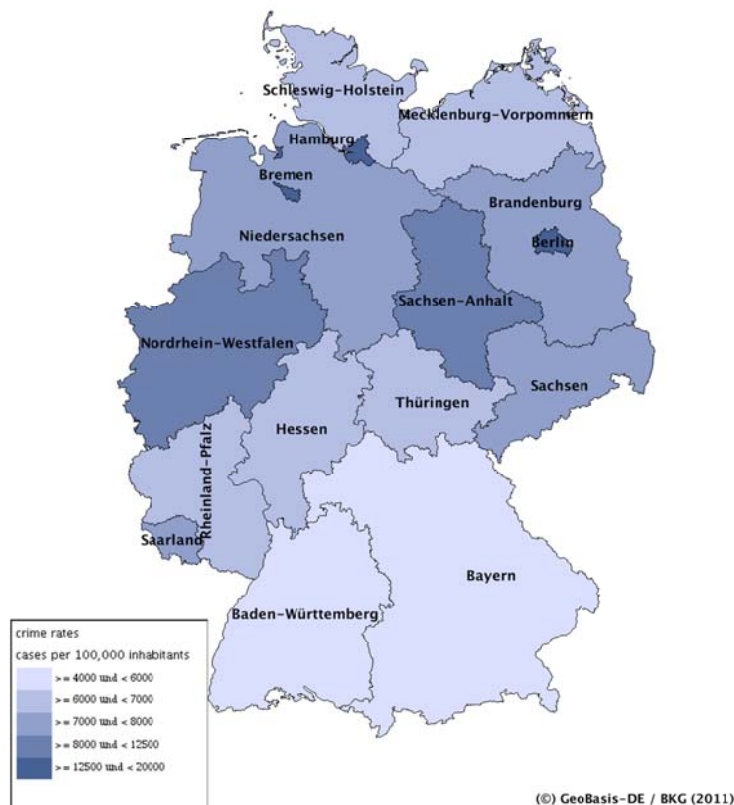 Schleswig-Holstein
Mecklenburg-Vorpommern
Hamburg
Bremen
Brandenburg
Niedersachsen
Berlin
Sachsen-Anhalt
Nordrhein-Westfalen
Sachsen
Thüringen
Hessen
Rheinland-Pfalz
Saarland
Bayern
Baden-Württemberg
crime rates
cases per 100,000 inhabitants
>= 4000 und < 6000
>= 6000 und < 7000
>= 7000 und < 8000
>= 8000 und < 12500
>= 12500 und < 20000
(©) GeoBasis-DE / BKG (2011)